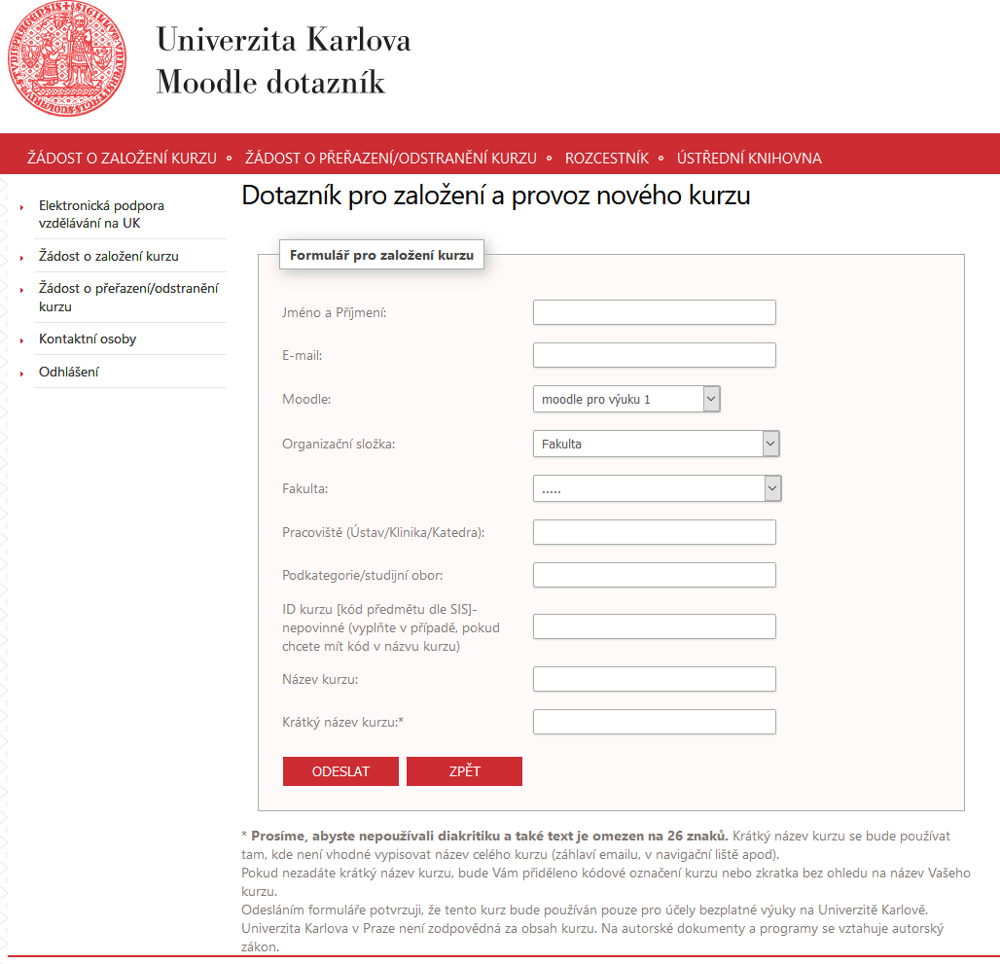 Univerzita Karlova
Moodle dotazník
ŽÁDOST O ZALOŽENÍ KURZU
ŽÁDOST O PŘEŘAZENÍ/ODSTRANĚNÍ KURZU
ROZCESTNÍK
ÚSTŘEDNÍ KNIHOVNA
Elektronická podpora
vzdělávání na UK
Žádost o založení kurzu
Žádost o přeřazení/odstranění
kurzu
Kontaktní osoby
Odhlášení
Dotazník pro založení a provoz nového kurzu
Formulář pro založení kurzu
Jméno a Příjmení:
E-mail:
Moodle:
moodle pro výuku 1
Organizační složka:
Fakulta
Fakulta:
.....
Pracoviště (Ústav/Klinika/Katedra):
Podkategorie/studijní obor:
ID kurzu [kód předmětu dle SIS]-
nepovinné (vyplňte v případě, pokud
chcete mít kód v názvu kurzu)
Název kurzu:
Krátký název kurzu:*
ODESLAT
ZPĚT
* Prosíme, abyste nepoužívali diakritiku a také text je omezen na 26 znaků. Krátký název kurzu se bude používat
tam, kde není vhodné vypisovat název celého kurzu (záhlaví emailu, v navigační liště apod).
Pokud nezadáte krátký název kurzu, bude Vám přiděleno kódové označení kurzu nebo zkratka bez ohledu na název Vašeho
kurzu.
Odesláním formuláře potvrzuji, že tento kurz bude používán pouze pro účely bezplatné výuky na Univerzitě Karlově.
Univerzita Karlova v Praze není zodpovědná za obsah kurzu. Na autorské dokumenty a programy se vztahuje autorský
zákon.